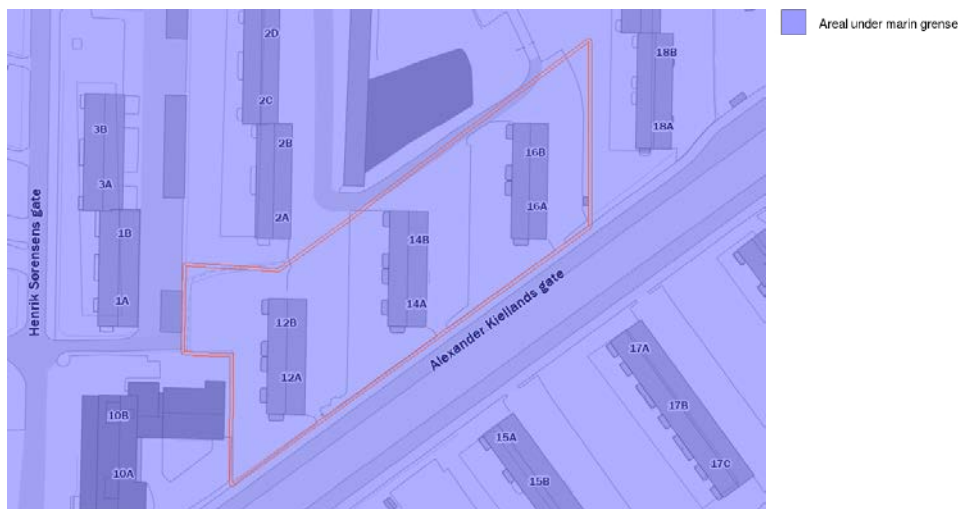 Areal under marin grense
2D
18B
2C
3B
2B
18A
16B
3A
16A
2A
1B
14B
Henrik Sørensens gate
1A
14A
12B
Alexander Kiellands gate
17A
12A
17B
10B
15A
17C
10A
15B